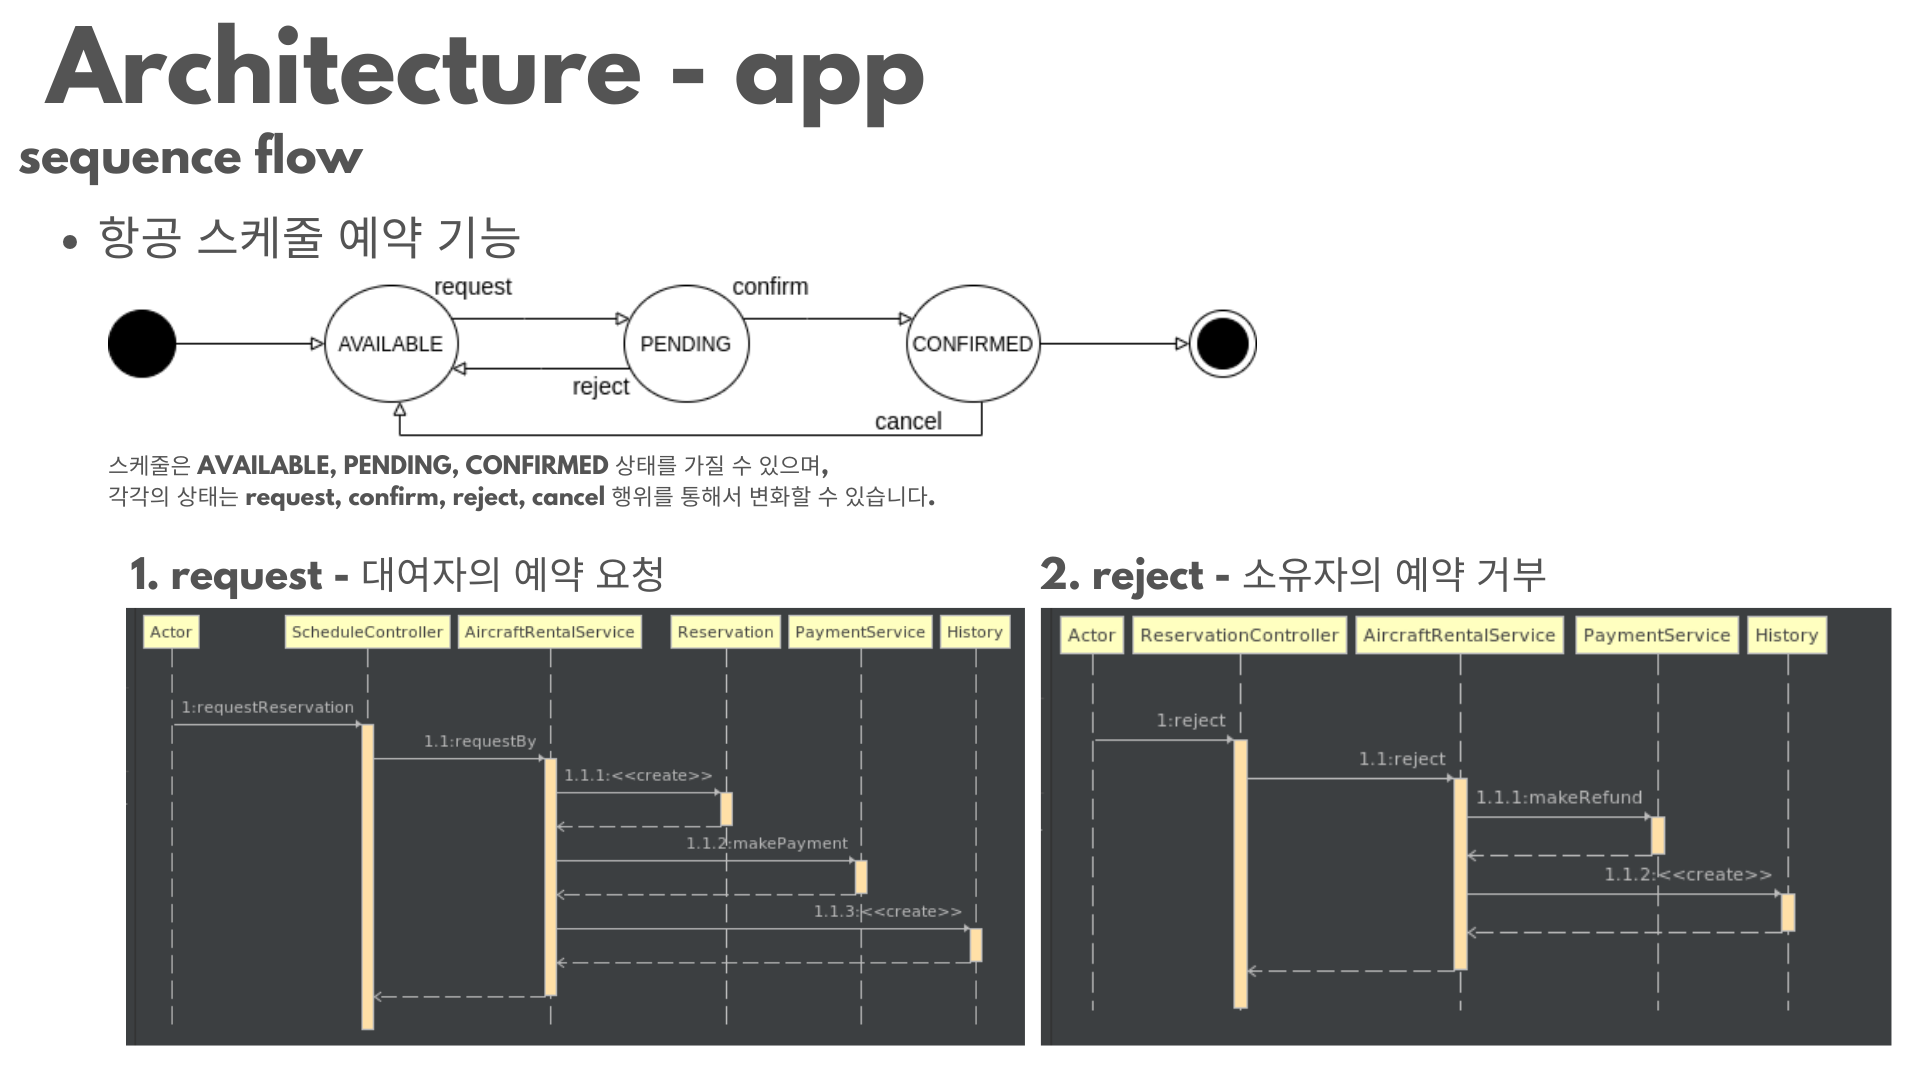 Architecture - app
sequence flow
• 항공 스케줄 예약 기능
request
confirm
AVAILABLE
PENDING
CONFIRMED
reject
cancel
스케줄은 AVAILABLE, PENDING, CONFIRMED 상태를 가질 수 있으며,
각각의 상태는 request, confirm, reject, cancel 행위를 통해서 변화할 수 있습니다.
1. request - 대여자의 예약 요청
Actor
ScheduleController
AircraftRentalService
Reservation
PaymentService
History
1:requestReservation
1.1:requestBy
1.1.1:<<create>>
1.1.2:makePayment
1.1.3:<<create>>
2. reject - 소유자의 예약 거부
Actor
ReservationController
AircraftRentalService
PaymentService
History
1:reject
1.1:reject
1.1.1:makeRefund
1.1.2:<<create>>